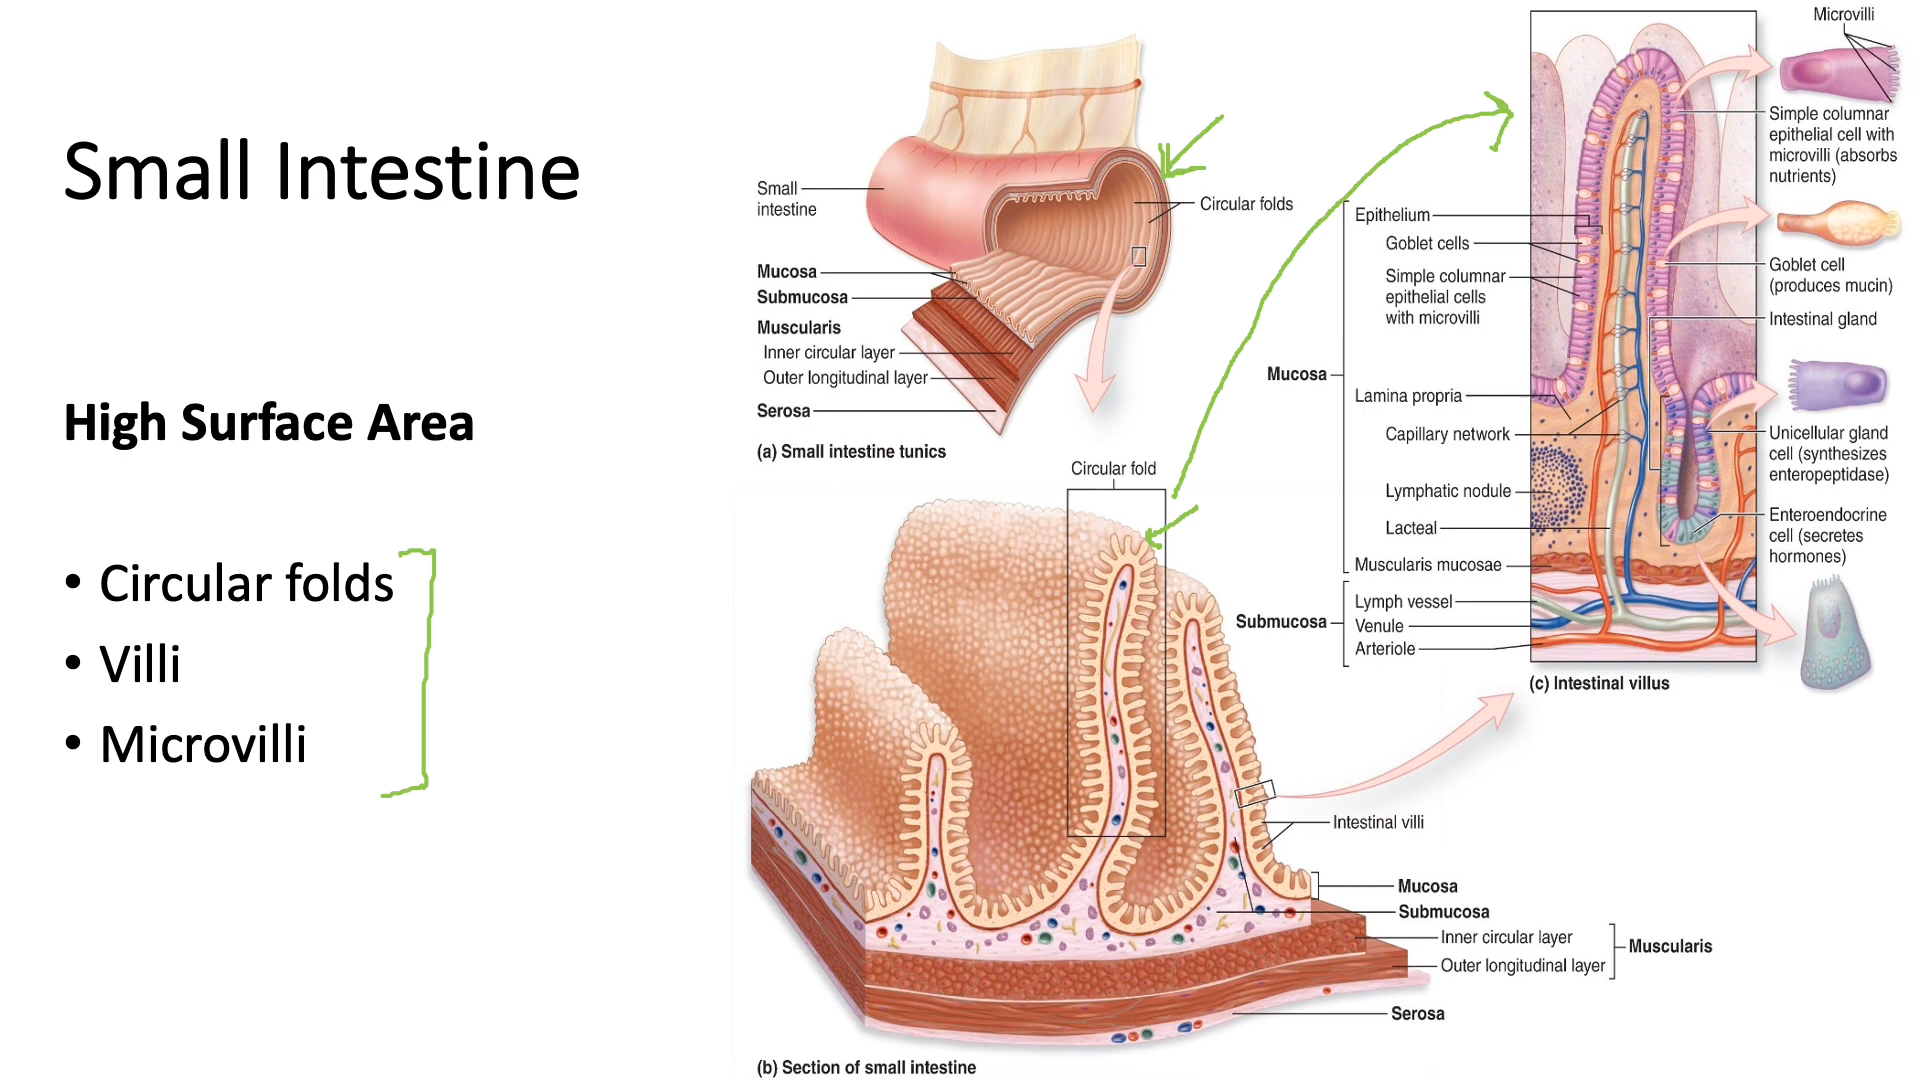 Small Intestine
High Surface Area
• Circular folds
• Villi
• Microvilli
Small
intestine
Circular folds
Mucosa
Submucosa
Muscularis
Inner circular layer
Outer longitudinal layer
Serosa
(a) Small intestine tunics
Circular fold
Intestinal villi
Mucosa
Submucosa
Inner circular layer
Outer longitudinal layer
Muscularis
Serosa
(b) Section of small intestine
Mucosa
Epithelium
Goblet cells
Simple columnar
epithelial cells
with microvilli
Lamina propria
Capillary network
Lymphatic nodule
Lacteal
Muscularis mucosae
Submucosa
Lymph vessel
Venule
Arteriole
(c) Intestinal villus
Microvilli
Simple columnar
epithelial cell with
microvilli (absorbs
nutrients)
Goblet cell
(produces mucin)
Intestinal gland
Unicellular gland
cell (synthesizes
enteropeptidase)
Enteroendocrine
cell (secretes
hormones)